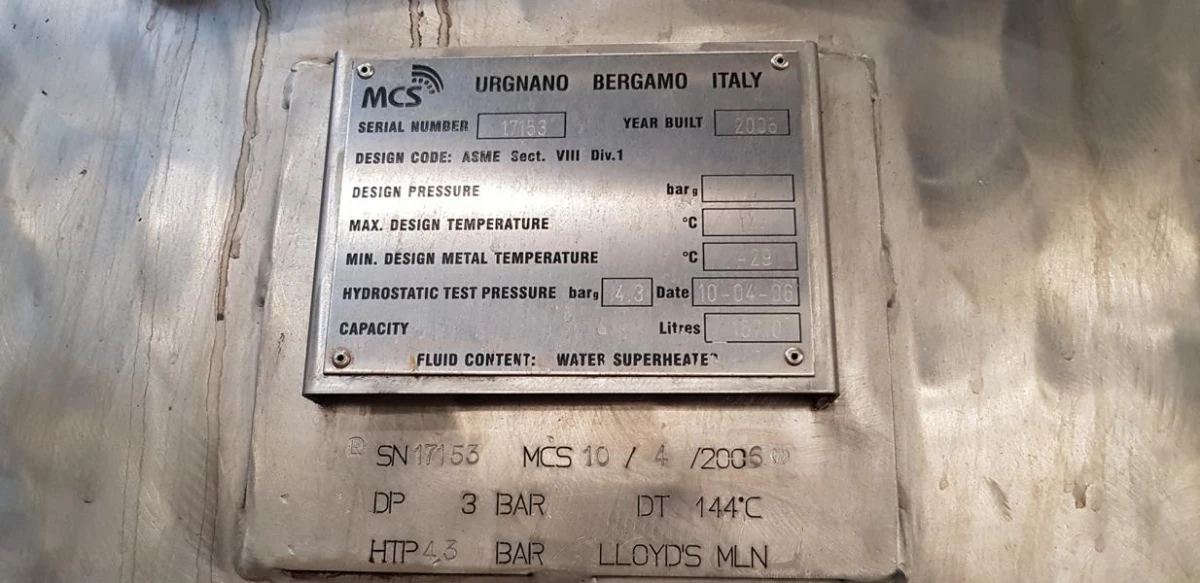 MCS URGNANO BERGAMO ITALY
SERIAL NUMBER 17153 YEAR BUILT 2006
DESIGN CODE: ASME Sect. VIII Div.1
DESIGN PRESSURE barg
MAX. DESIGN TEMPERATURE °C
MIN. DESIGN METAL TEMPERATURE °C -29
HYDROSTATIC TEST PRESSURE barg 4.3 Date 10-04-06
CAPACITY Litres
FLUID CONTENT: WATER SUPERHEATE
SN 17153 MCS 10 / 4 /2006
DP 3 BAR DT 144°C
HTP 4.3 BAR LLOYD'S MLN